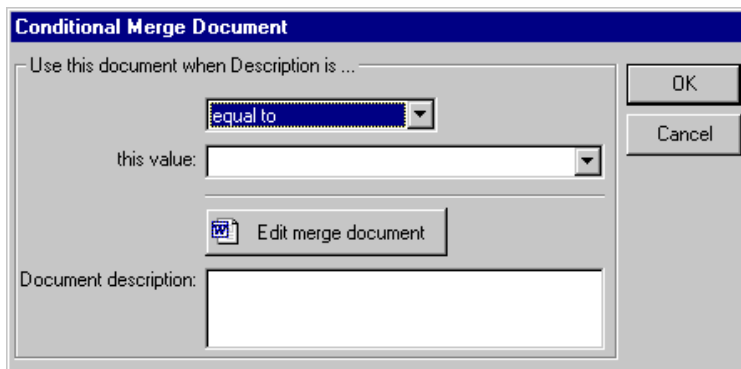 Conditional Merge Document
Use this document when Description is ...
OK
equal to
Cancel
this value:
Edit merge document
Document description: